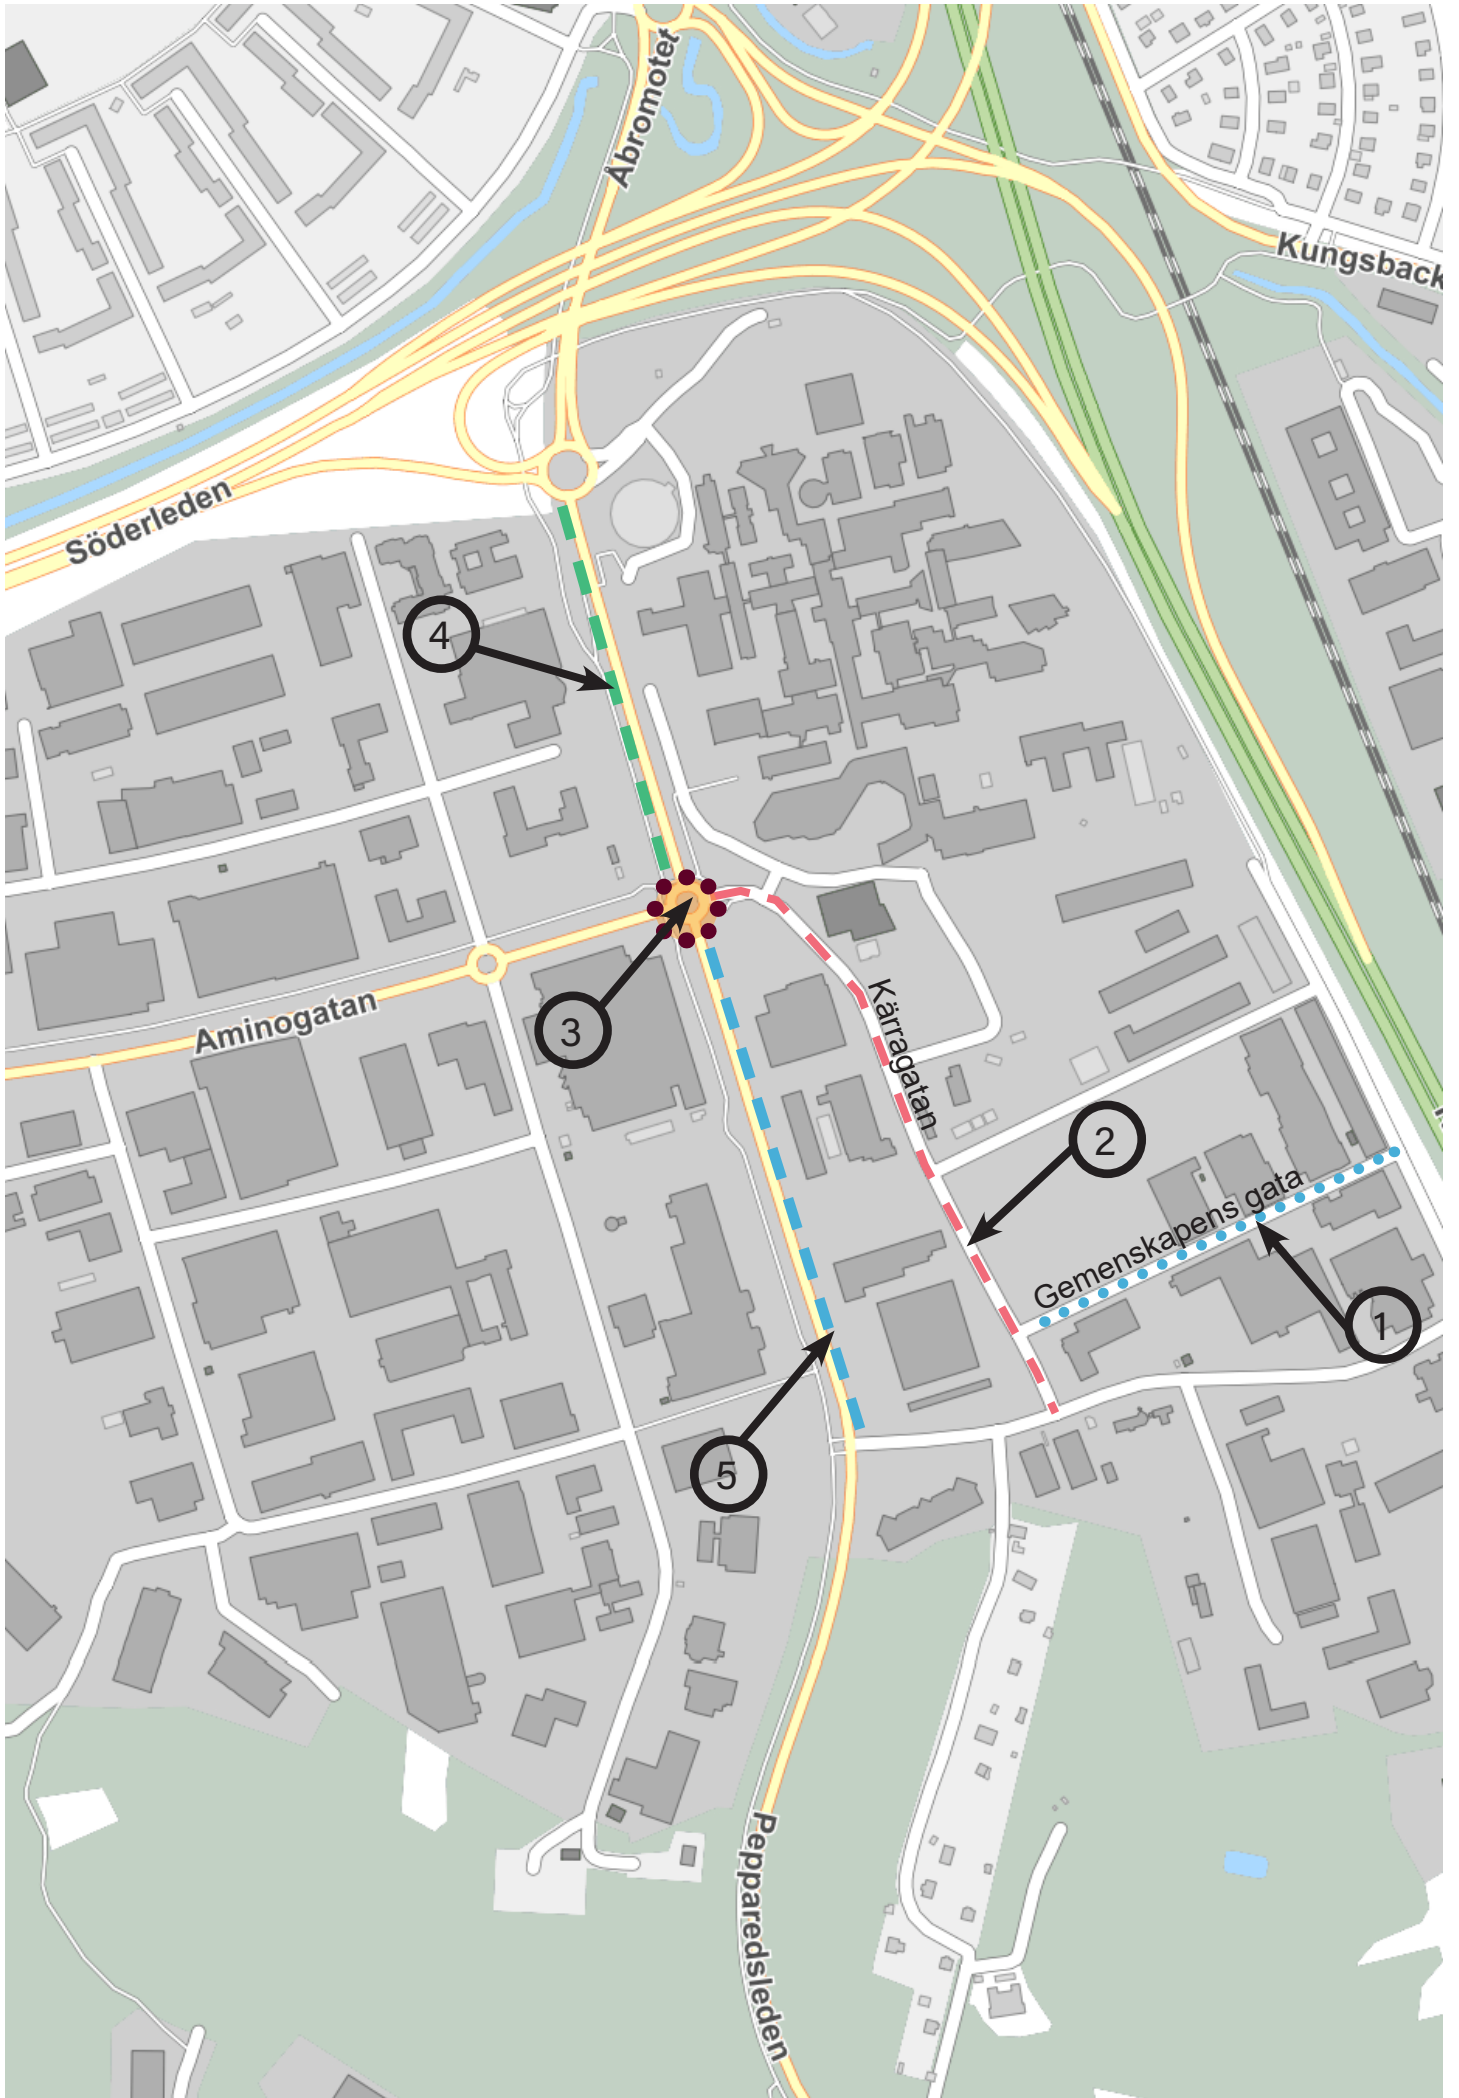 Åbromotet
Kungsback
Söderleden
4
Aminogatan
3
Kärragatan
2
Gemenskapens gata
1
5
Pepparedsleden